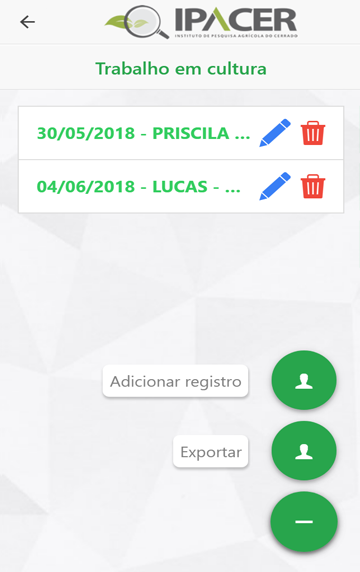 IPACER
INSTITUTO DE PESQUISA AGRÍCOLA DO CERRADO
Trabalho em cultura
30/05/2018 - PRISCILA ...
04/06/2018 - LUCAS - ...
Adicionar registro
Exportar